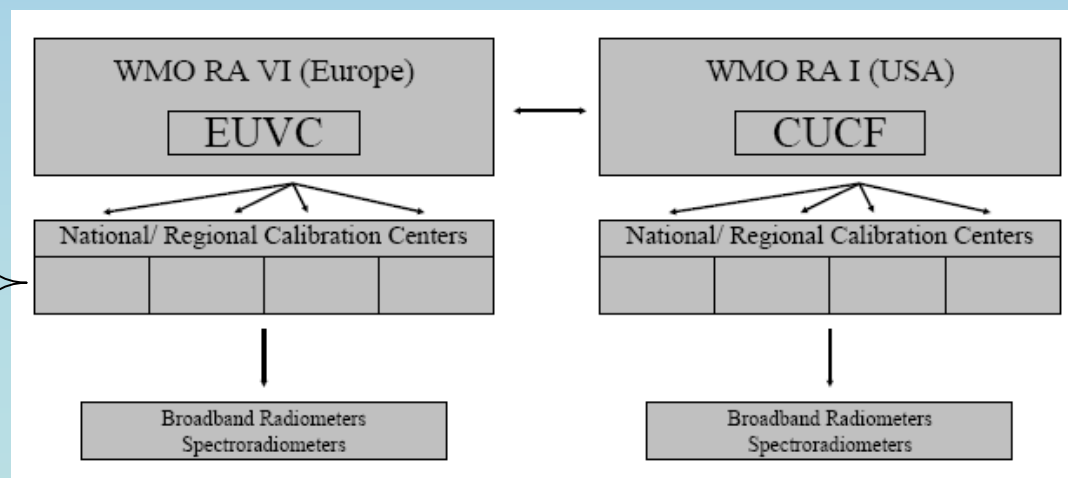 WMO RA VI (Europe)
EUVC
National/ Regional Calibration Centers
Broadband Radiometers
Spectroradiometers
WMO RA I (USA)
CUCF
National/ Regional Calibration Centers
Broadband Radiometers
Spectroradiometers